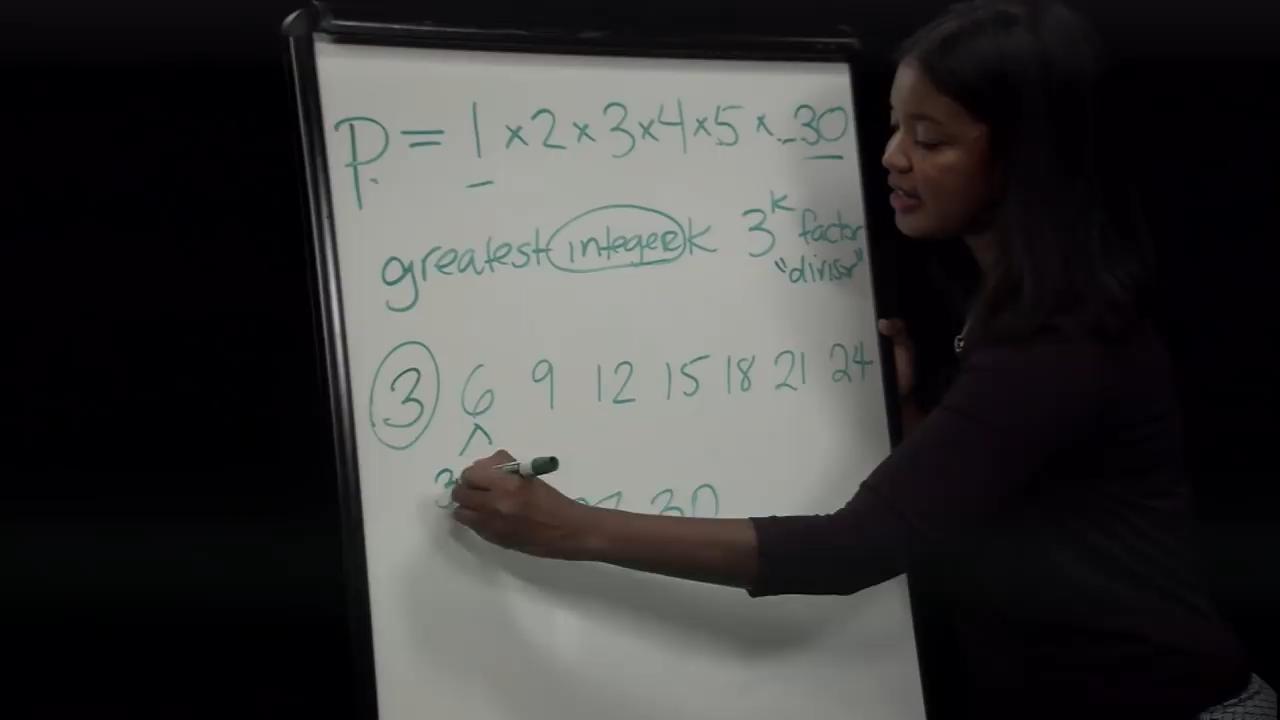 P = 1 × 2 × 3 × 4 × 5 × .. 30
greatest integer k 3^k factor
"divisor"
3 6 9 12 15 18 21 24
3 30